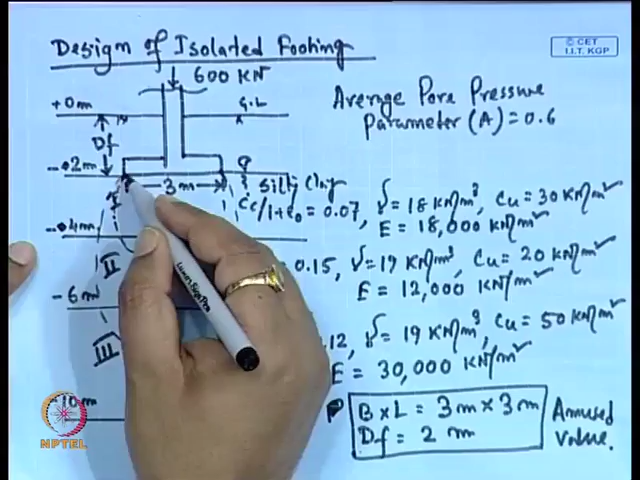 Design of Isolated Footing
© CET
I.I.T. KGP
600 KN
+0m
G.L
Average Pore Pressure
Parameter (A) = 0.6
Df
-2m
3m
q
Silty Clay
Cc/1+e0 = 0.07, γ = 18 KN/m³, Cu = 30 KN/m²
E = 18,000 KN/m²
-4m
I
II
0.15, γ = 19 KN/m³ Cu = 20 KN/m²
E = 12,000 KN/m²
-6m
III
.12, γ = 19 KN/m³, Cu = 50 KN/m²
E = 30,000 KN/m²
-10m
B x L = 3m x 3m
Df = 2 m
Assumed
Value.
NPTEL